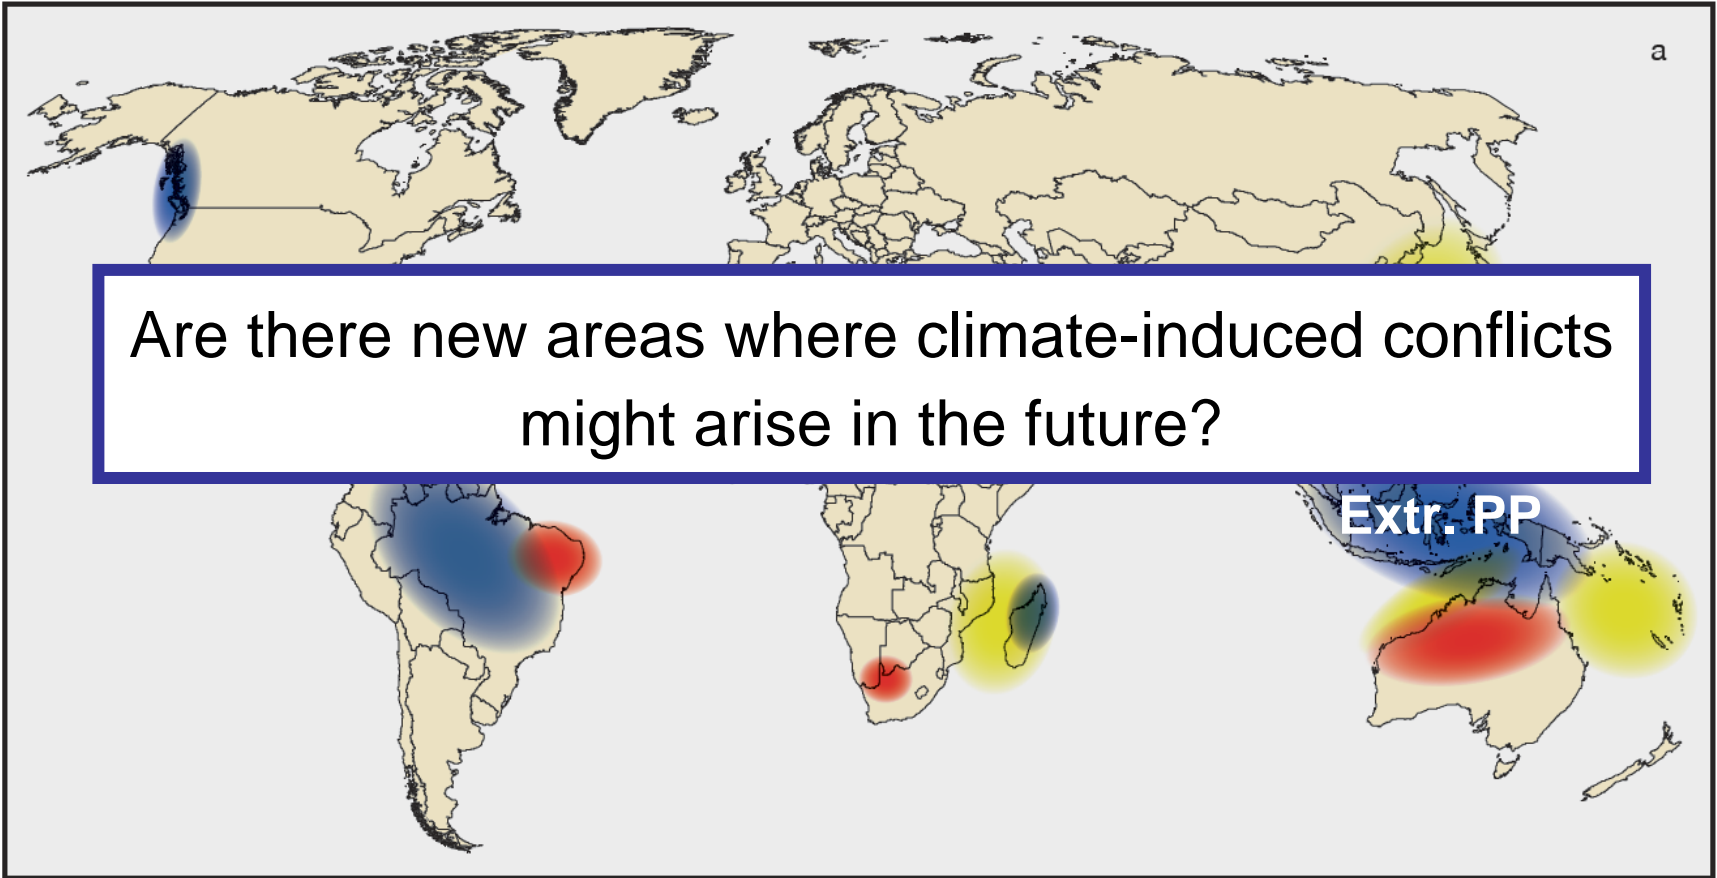 a
Are there new areas where climate-induced conflicts
might arise in the future?
Extr. PP